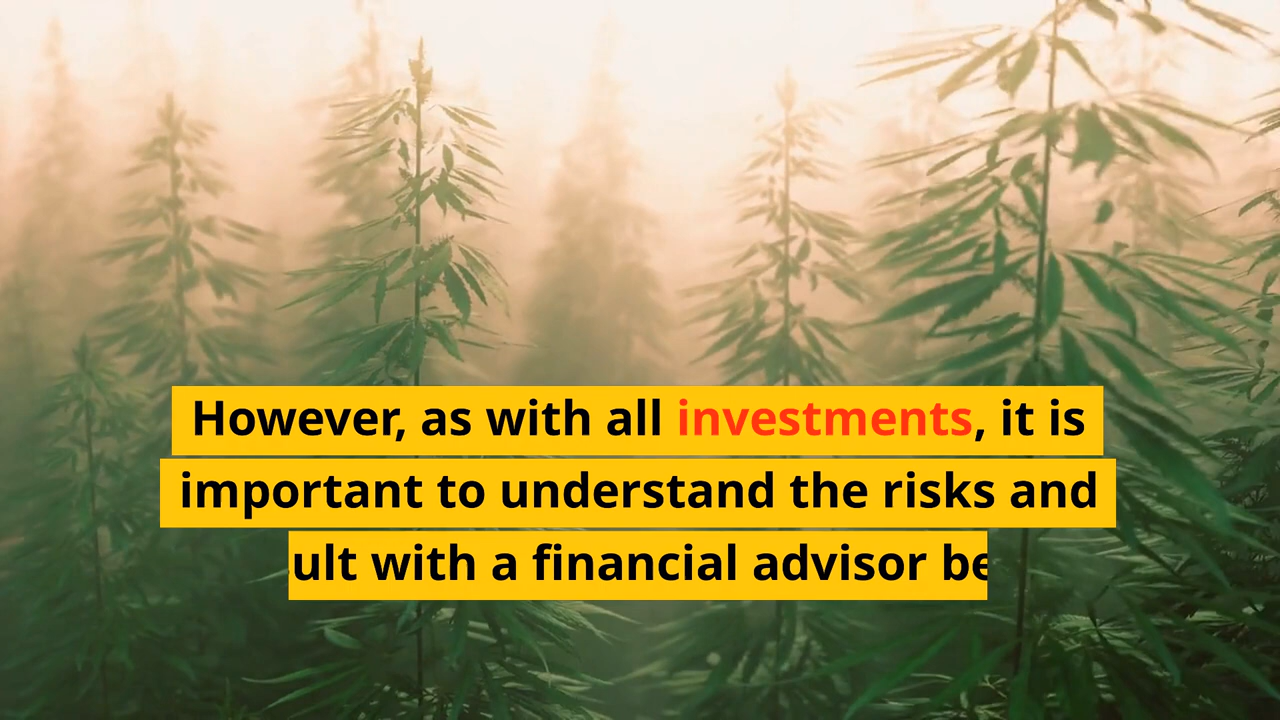 However, as with all investments, it is
important to understand the risks and
ult with a financial advisor be